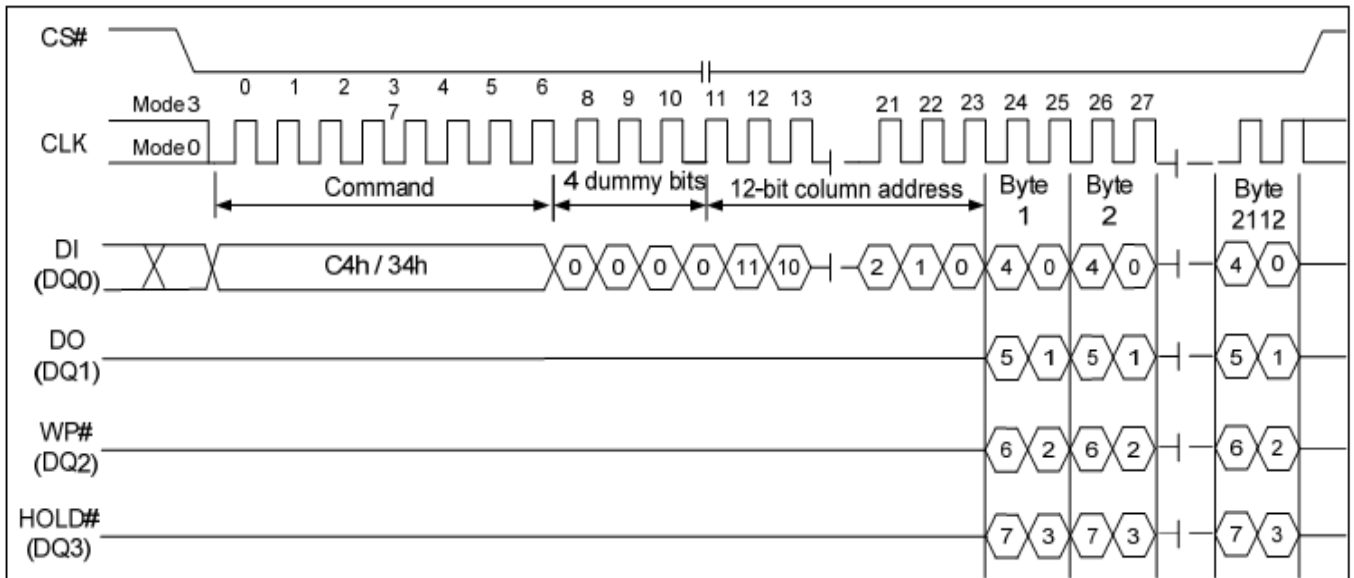 CS#
0 1 2 3 4 5 6
7 8 9 10 11 12 13 21 22 23 24 25 26 27
Mode 3
CLK
Mode 0
Command
4 dummy bits
12-bit column address
Byte
1
Byte
2
Byte
2112
DI
(DQ0)
C4h / 34h
0 0 0 0 11 10 2 1 0 4 0 4 0 4 0
DO
(DQ1)
5 1 5 1 5 1
WP#
(DQ2)
6 2 6 2 6 2
HOLD#
(DQ3)
7 3 7 3 7 3